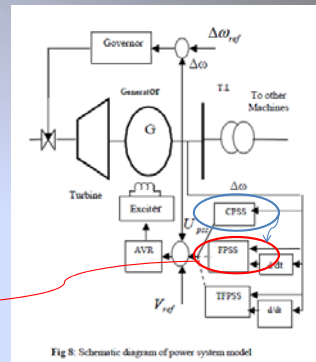 Governor
Δω_ref
Δω
Generator
T.L
To other
Machines
G
Turbine
Δω
Exciter
U_pss
CPSS
AVR
FPSS
d/dt
V_ref
TFPSS
d/dt
Fig 8: Schematic diagram of power system model